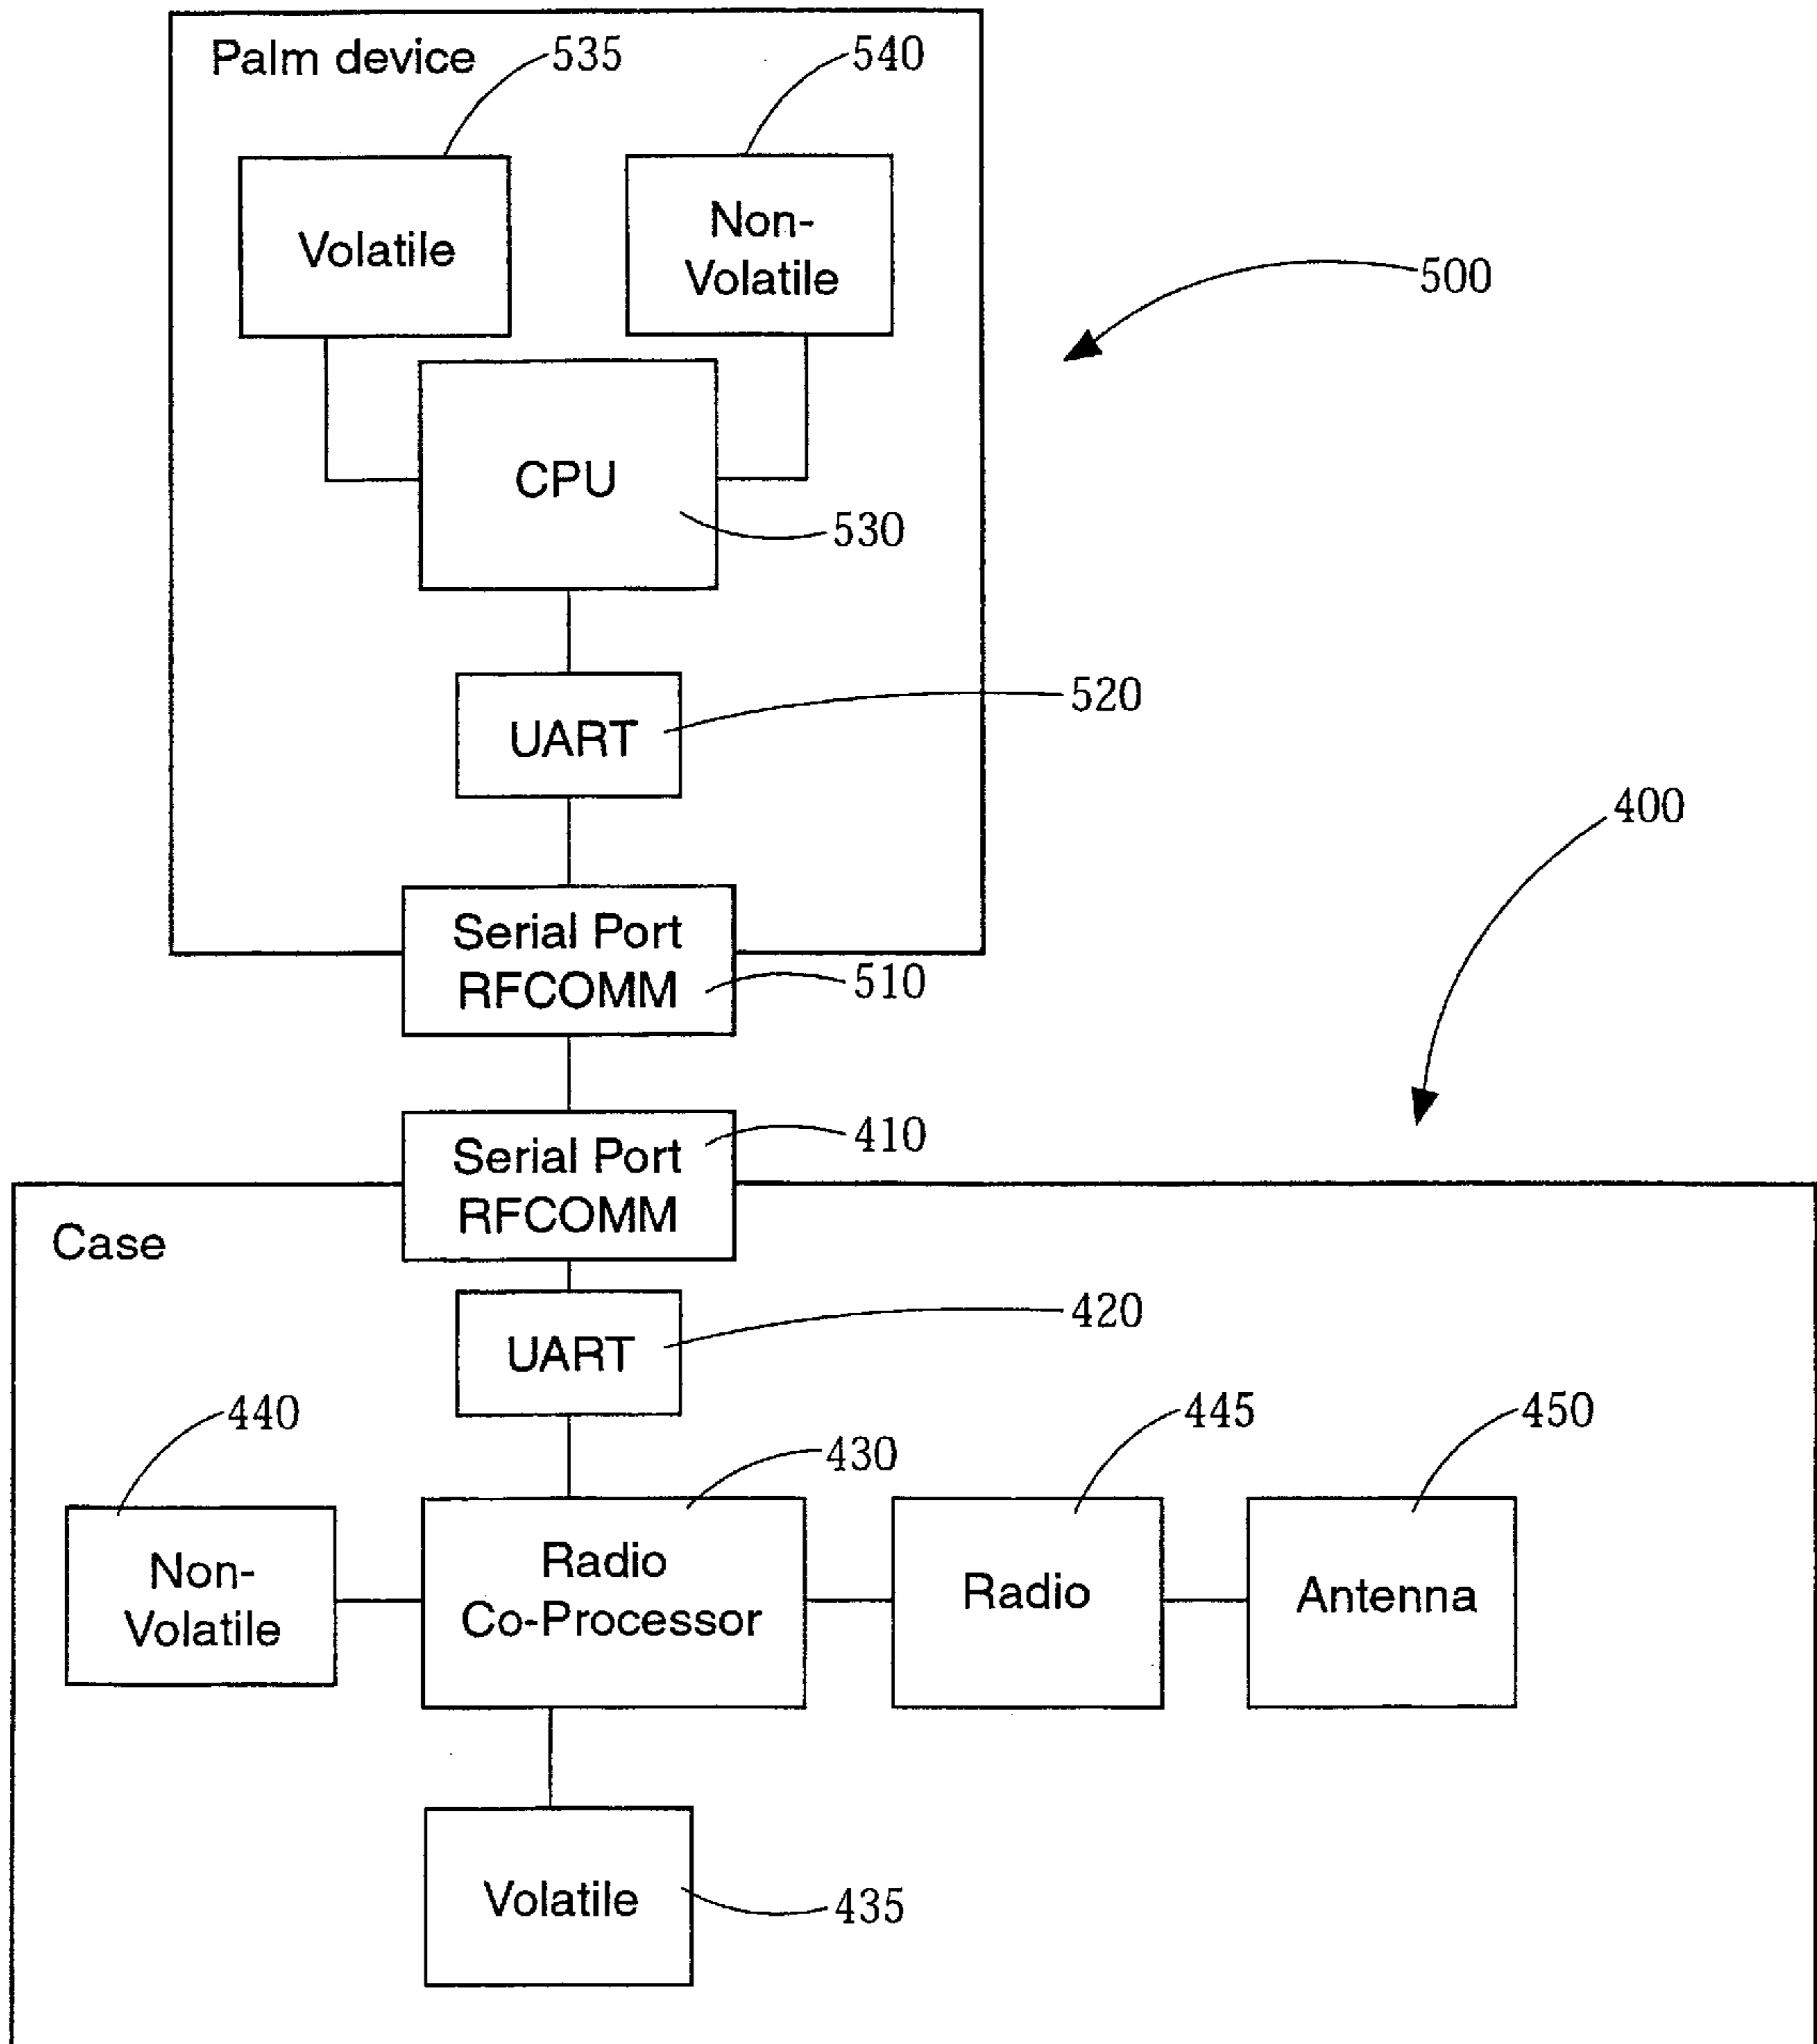 Palm device
535
540
Volatile
Non-
Volatile
500
CPU
530
UART
520
400
Serial Port
RFCOMM
510
Serial Port
RFCOMM
410
Case
UART
420
440
430
445
450
Non-
Volatile
Radio
Co-Processor
Radio
Antenna
Volatile
435